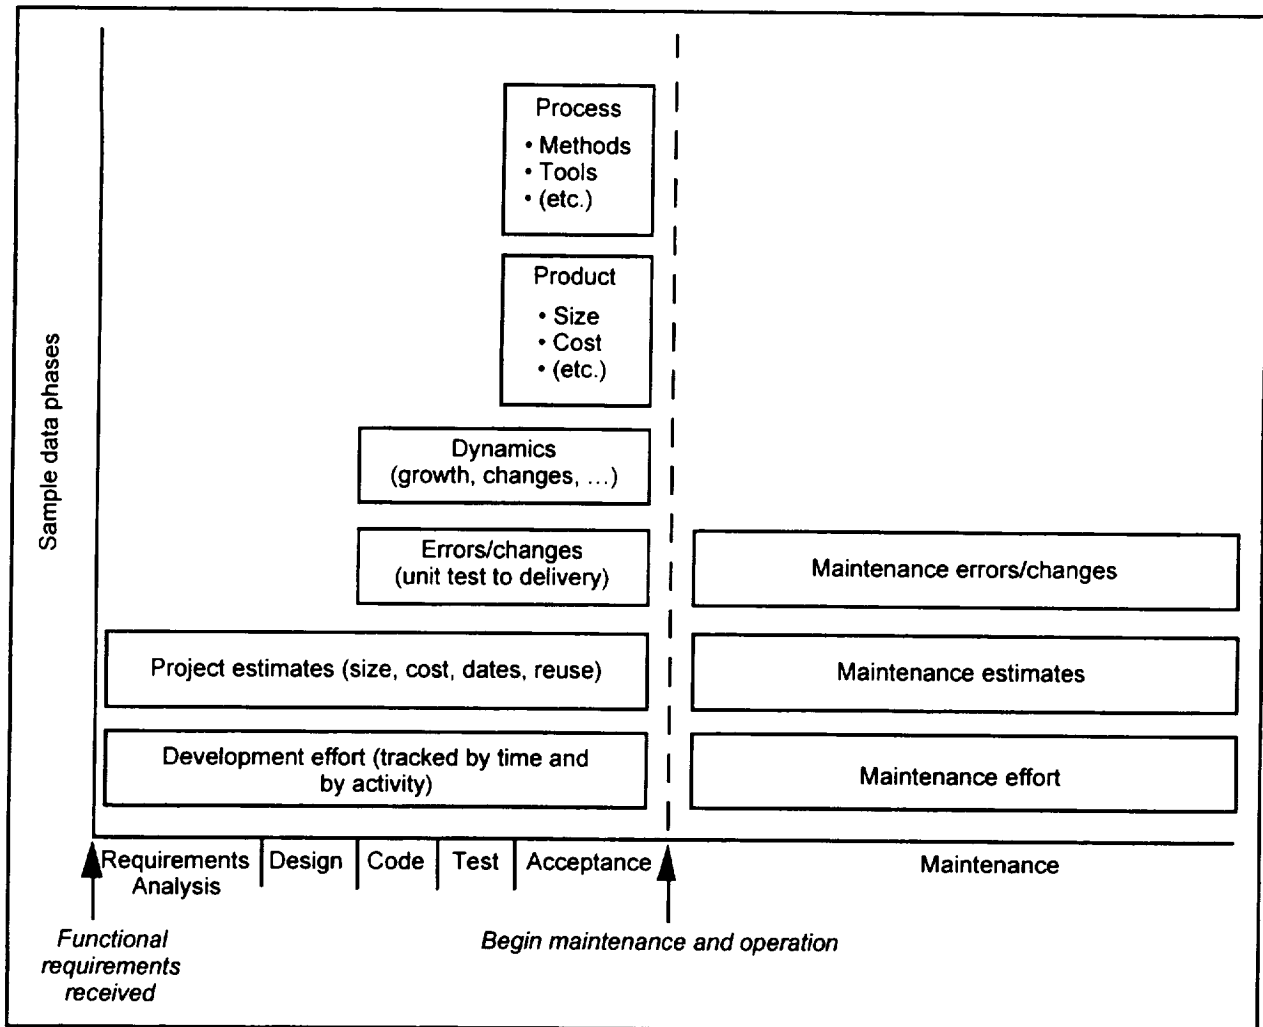 Sample data phases
Process
• Methods
• Tools
• (etc.)
Product
• Size
• Cost
• (etc.)
Dynamics
(growth, changes, …)
Errors/changes
(unit test to delivery)
Maintenance errors/changes
Project estimates (size, cost, dates, reuse)
Maintenance estimates
Development effort (tracked by time and
by activity)
Maintenance effort
Requirements
Analysis
Design
Code
Test
Acceptance
Maintenance
Functional
requirements
received
Begin maintenance and operation